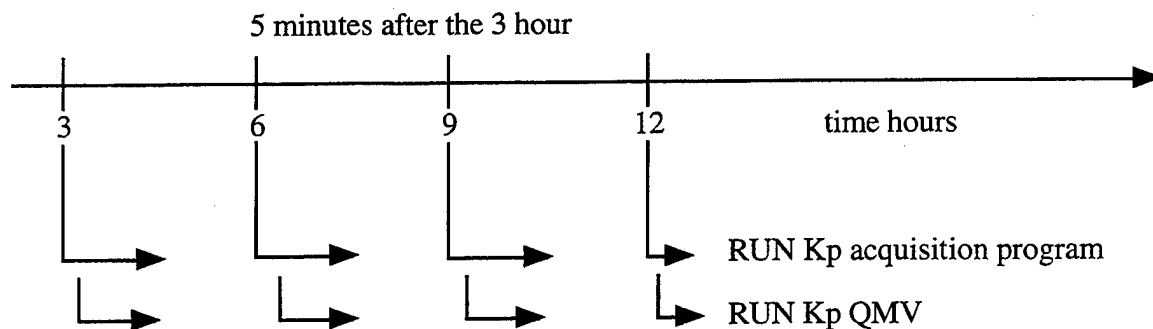 5 minutes after the 3 hour
3 6 9 12 time hours
RUN Kp acquisition program
RUN Kp QMV